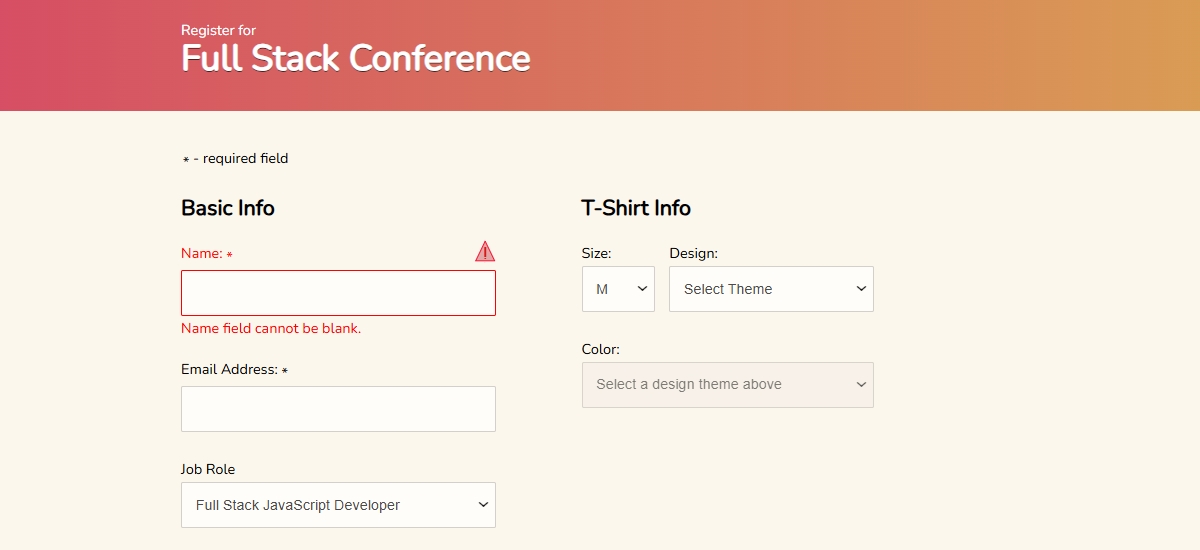 Register for
Full Stack Conference
* - required field
Basic Info
Name: *
Name field cannot be blank.
Email Address: *
Job Role
Full Stack JavaScript Developer
T-Shirt Info
Size:
Design:
M
Select Theme
Color:
Select a design theme above